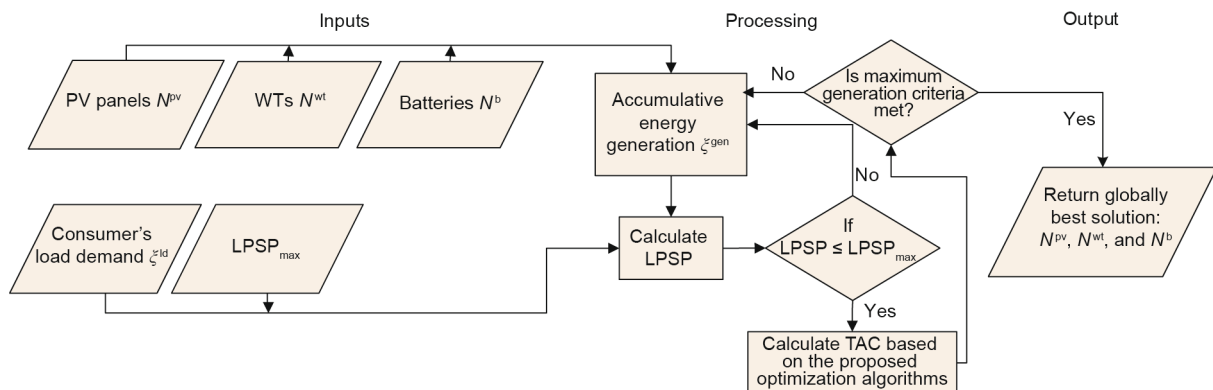 Inputs
Processing
Output
PV panels N^pv
WTs N^wt
Batteries N^b
Accumulative
energy
generation ξ^gen
No
Is maximum
generation criteria
met?
Yes
Consumer's
load demand ξ^ld
LPSP_max
Calculate
LPSP
If
LPSP ≤ LPSP_max
No
Yes
Calculate TAC based
on the proposed
optimization algorithms
Return globally
best solution:
N^pv, N^wt, and N^b